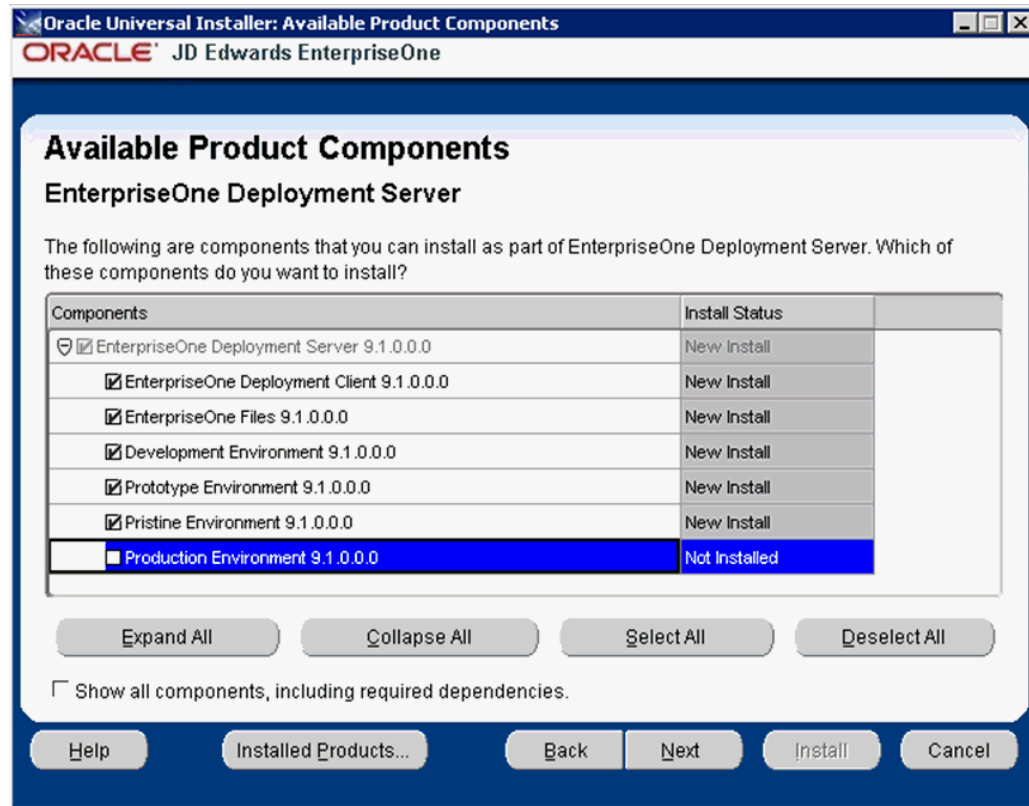 Oracle Universal Installer: Available Product Components
ORACLE JD Edwards EnterpriseOne
Available Product Components
EnterpriseOne Deployment Server
The following are components that you can install as part of EnterpriseOne Deployment Server. Which of
these components do you want to install?
Components Install Status
EnterpriseOne Deployment Server 9.1.0.0.0 New Install
EnterpriseOne Deployment Client 9.1.0.0.0 New Install
EnterpriseOne Files 9.1.0.0.0 New Install
Development Environment 9.1.0.0.0 New Install
Prototype Environment 9.1.0.0.0 New Install
Pristine Environment 9.1.0.0.0 New Install
Production Environment 9.1.0.0.0 Not Installed
Expand All Collapse All Select All Deselect All
Show all components, including required dependencies.
Help Installed Products... Back Next Install Cancel